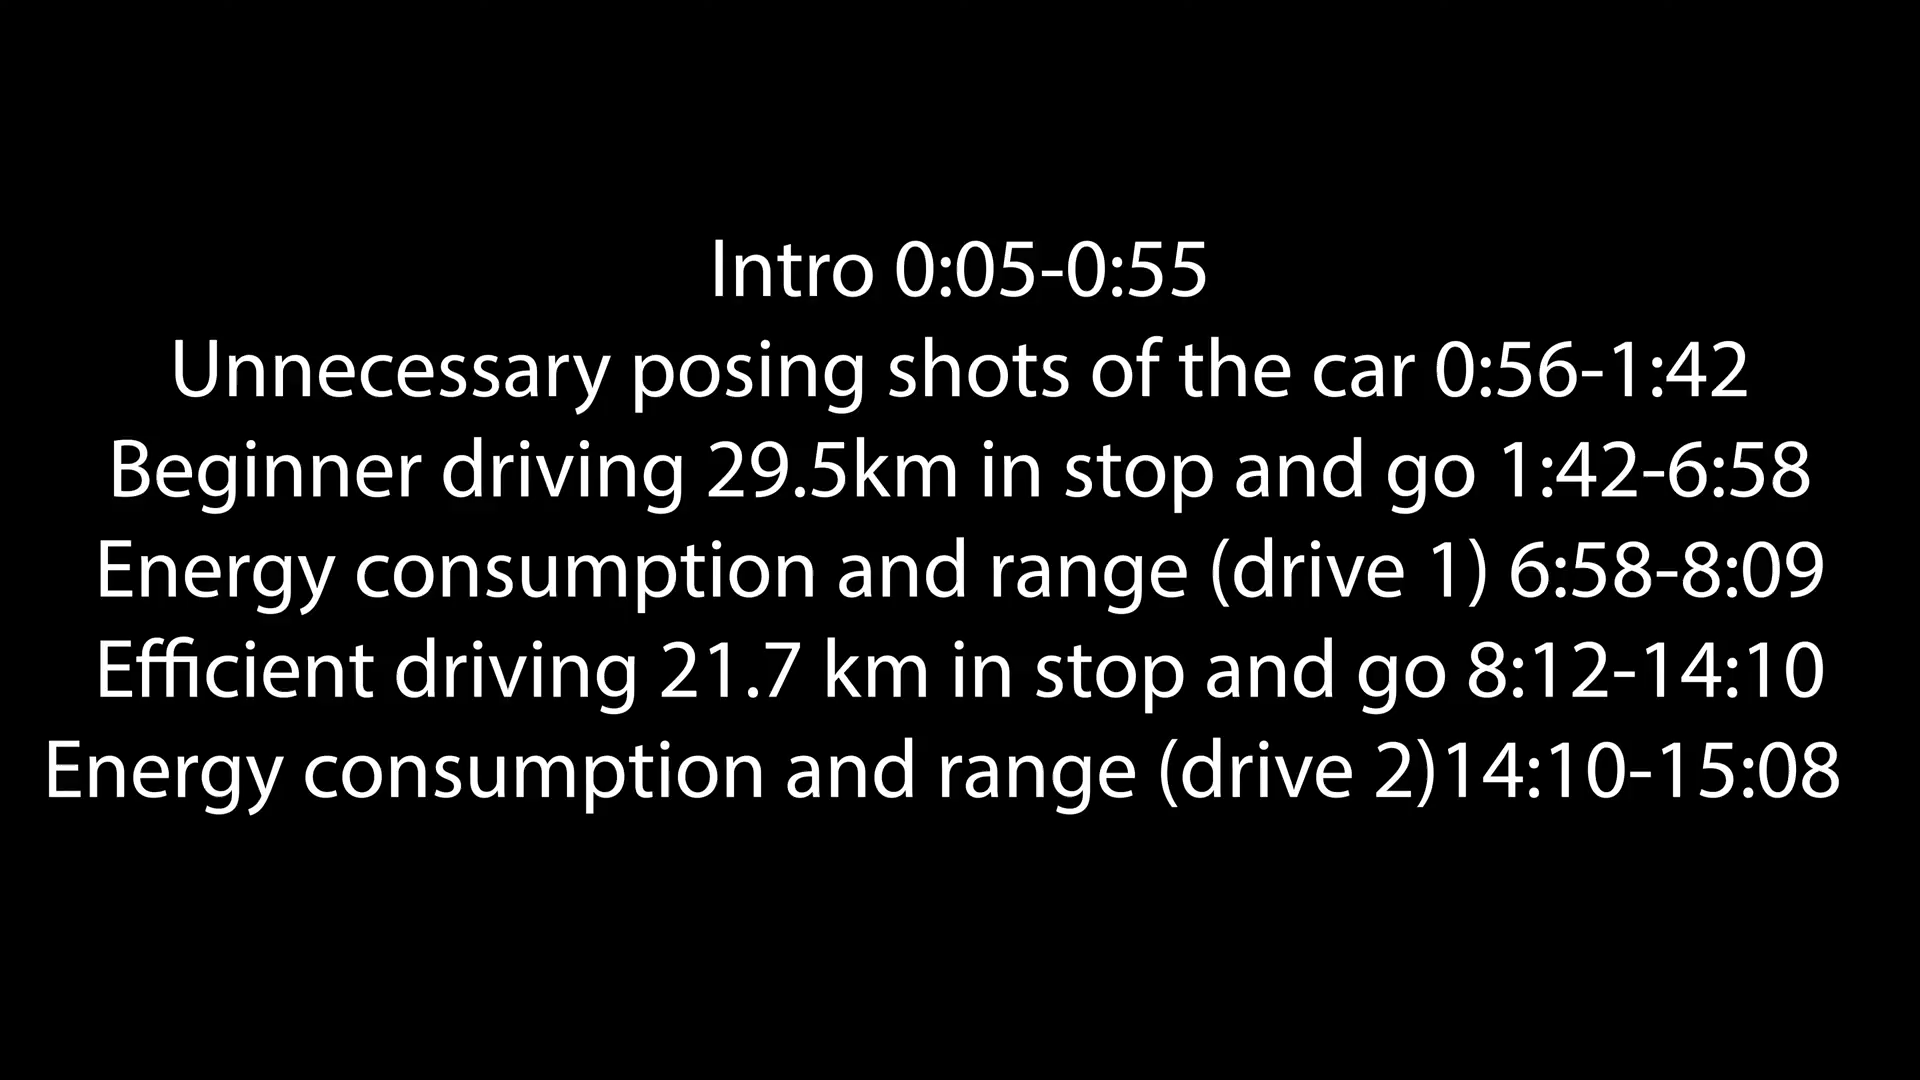 Intro 0:05-0:55
Unnecessary posing shots of the car 0:56-1:42
Beginner driving 29.5km in stop and go 1:42-6:58
Energy consumption and range (drive 1) 6:58-8:09
Efficient driving 21.7 km in stop and go 8:12-14:10
Energy consumption and range (drive 2)14:10-15:08